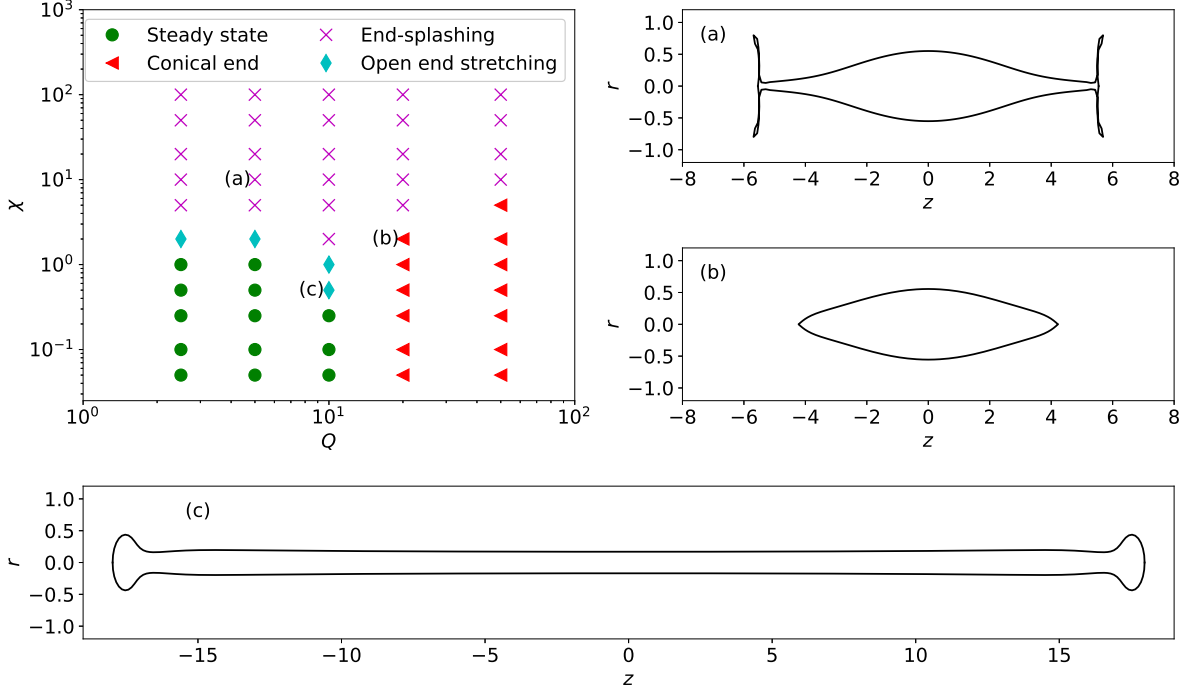 10³
Steady state
End-splashing
Conical end
Open end stretching
10²
(a)
10¹
χ
(b)
10⁰
(c)
10⁻¹
10⁰
10¹
10²
Q
(a)
1.0
0.5
r
0.0
−0.5
−1.0
−8 −6 −4 −2 0 2 4 6 8
z
(b)
1.0
0.5
r
0.0
−0.5
−1.0
−8 −6 −4 −2 0 2 4 6 8
z
(c)
1.0
0.5
r
0.0
−0.5
−1.0
−15 −10 −5 0 5 10 15
z